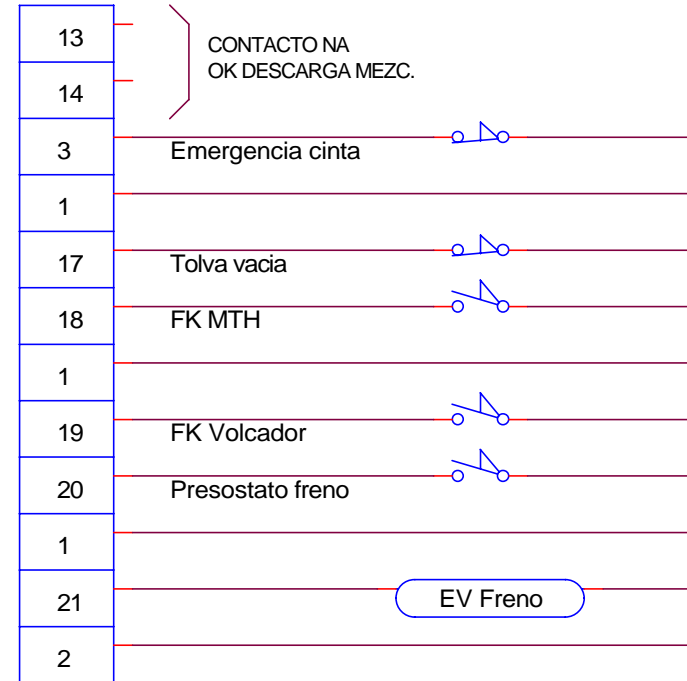 13
CONTACTO NA
14
OK DESCARGA MEZC.
3 Emergencia cinta
1
17 Tolva vacia
18 FK MTH
1
19 FK Volcador
20 Presostato freno
1
21 EV Freno
2